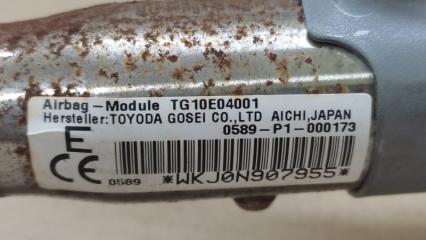 Airbag-Module TG10E04001
Hersteller:TOYODA GOSEI CO.,LTD AICHI,JAPAN
0589-P1-000173
E
CE 0589
*WKJ0N907955*